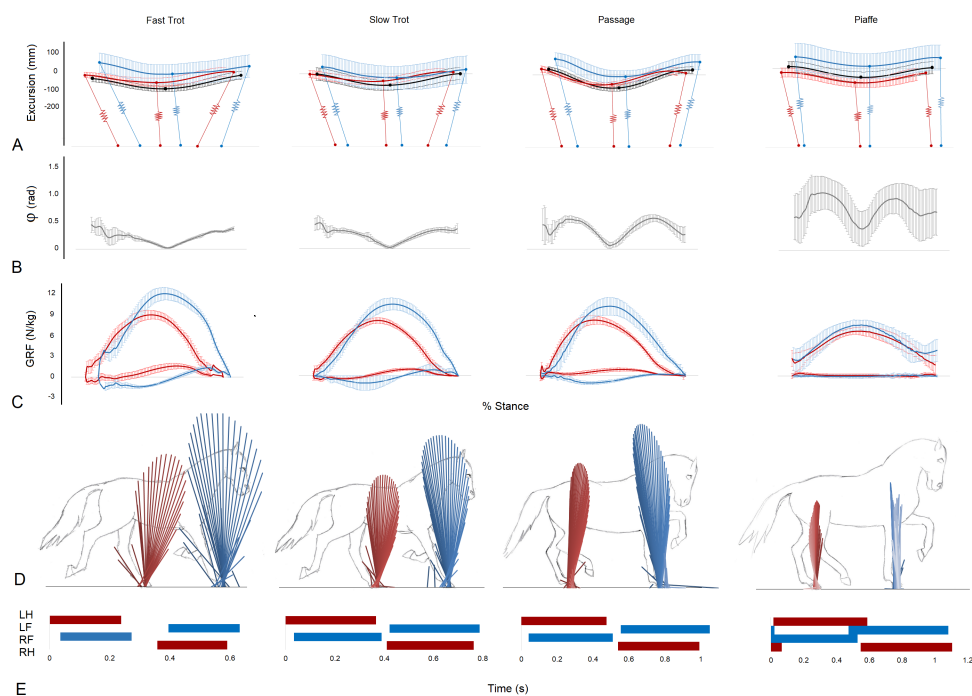 Fast Trot Slow Trot Passage Piaffe
Excursion (mm)
100
0
-100
-200
A
φ (rad)
1.5
1.0
0.5
0
B
GRF (N/kg)
12
9
6
3
0
-3
C
% Stance
D
LH
LF
RF
RH
0 0.2 0.4 0.6 0 0.2 0.4 0.6 0.8 0 0.2 0.4 0.6 0.8 1 0 0.2 0.4 0.6 0.8 1.0 1.2
E
Time (s)